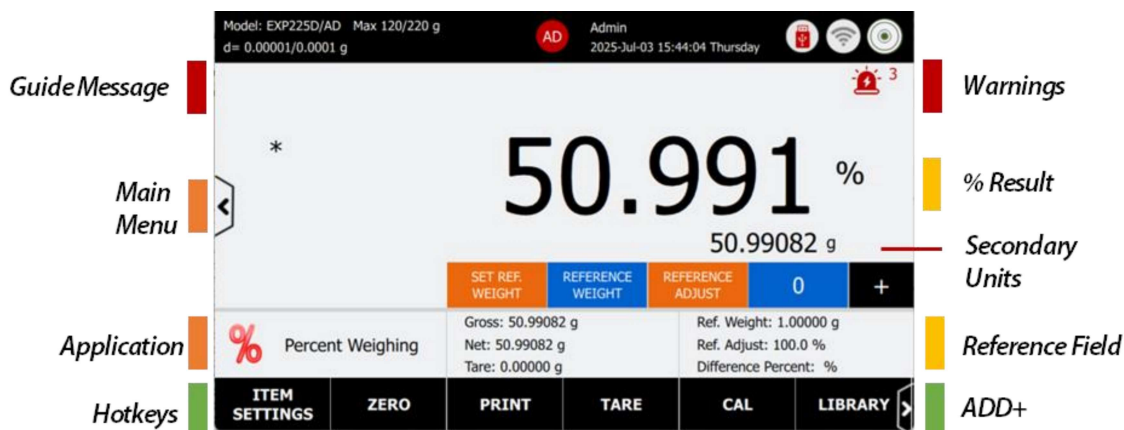 Model: EXP225D/AD Max 120/220 g
d= 0.00001/0.0001 g
AD
Admin
2025-Jul-03 15:44:04 Thursday
Guide Message
3
Warnings
*
50.991 %
% Result
Main
Menu
50.99082 g
Secondary
Units
SET REF.
WEIGHT
REFERENCE
WEIGHT
REFERENCE
ADJUST
0
+
Application
% Percent Weighing
Gross: 50.99082 g
Net: 50.99082 g
Tare: 0.00000 g
Ref. Weight: 1.00000 g
Ref. Adjust: 100.0 %
Difference Percent: %
Reference Field
Hotkeys
ITEM
SETTINGS
ZERO
PRINT
TARE
CAL
LIBRARY
ADD+